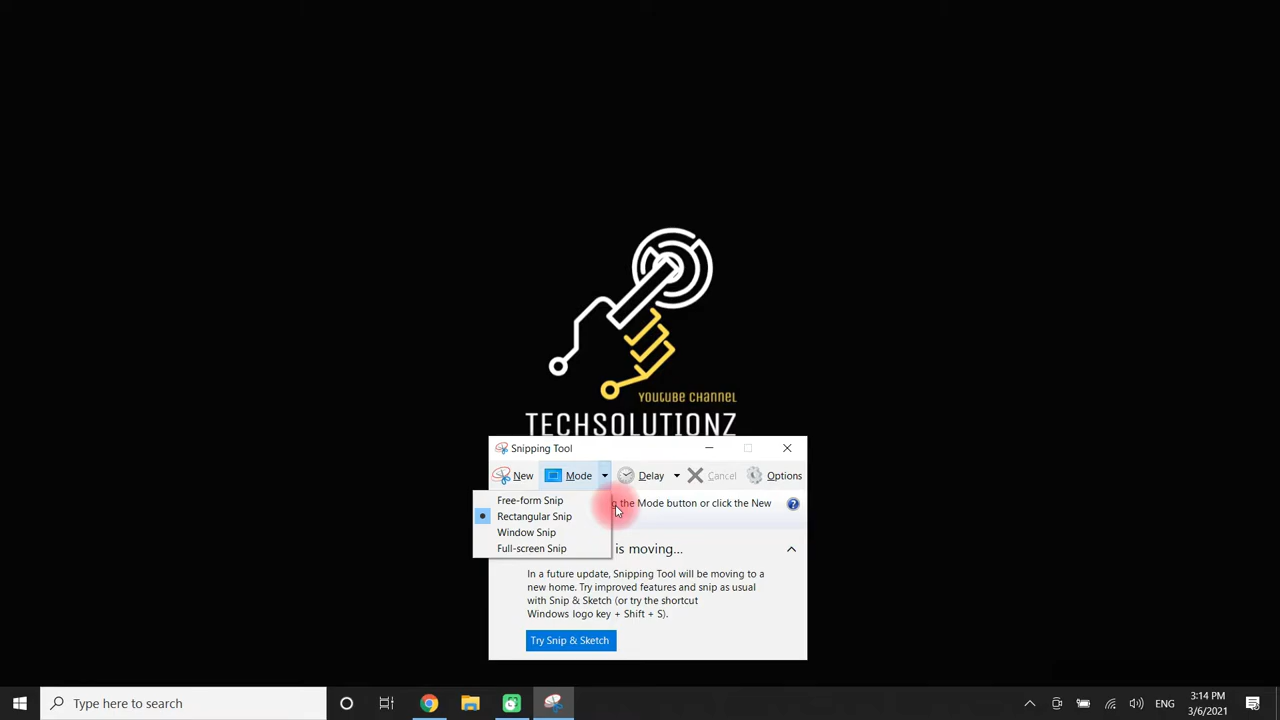 YOUTUBE CHANNEL
TECHSOLUTIONZ
Snipping Tool
New Mode Delay Cancel Options
Free-form Snip
Rectangular Snip
Window Snip
Full-screen Snip
the Mode button or click the New
is moving...
In a future update, Snipping Tool will be moving to a
new home. Try improved features and snip as usual
with Snip & Sketch (or try the shortcut
Windows logo key + Shift + S).
Try Snip & Sketch
Type here to search
ENG
3:14 PM
3/6/2021